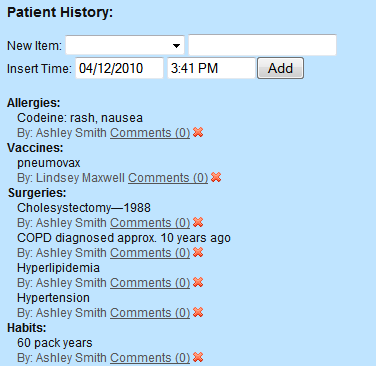 Patient History:
New Item:
Insert Time: 04/12/2010 3:41 PM Add
Allergies:
Codeine: rash, nausea
By: Ashley Smith Comments (0)
Vaccines:
pneumovax
By: Lindsey Maxwell Comments (0)
Surgeries:
Cholesystectomy—1988
By: Ashley Smith Comments (0)
COPD diagnosed approx. 10 years ago
By: Ashley Smith Comments (0)
Hyperlipidemia
By: Ashley Smith Comments (0)
Hypertension
By: Ashley Smith Comments (0)
Habits:
60 pack years
By: Ashley Smith Comments (0)